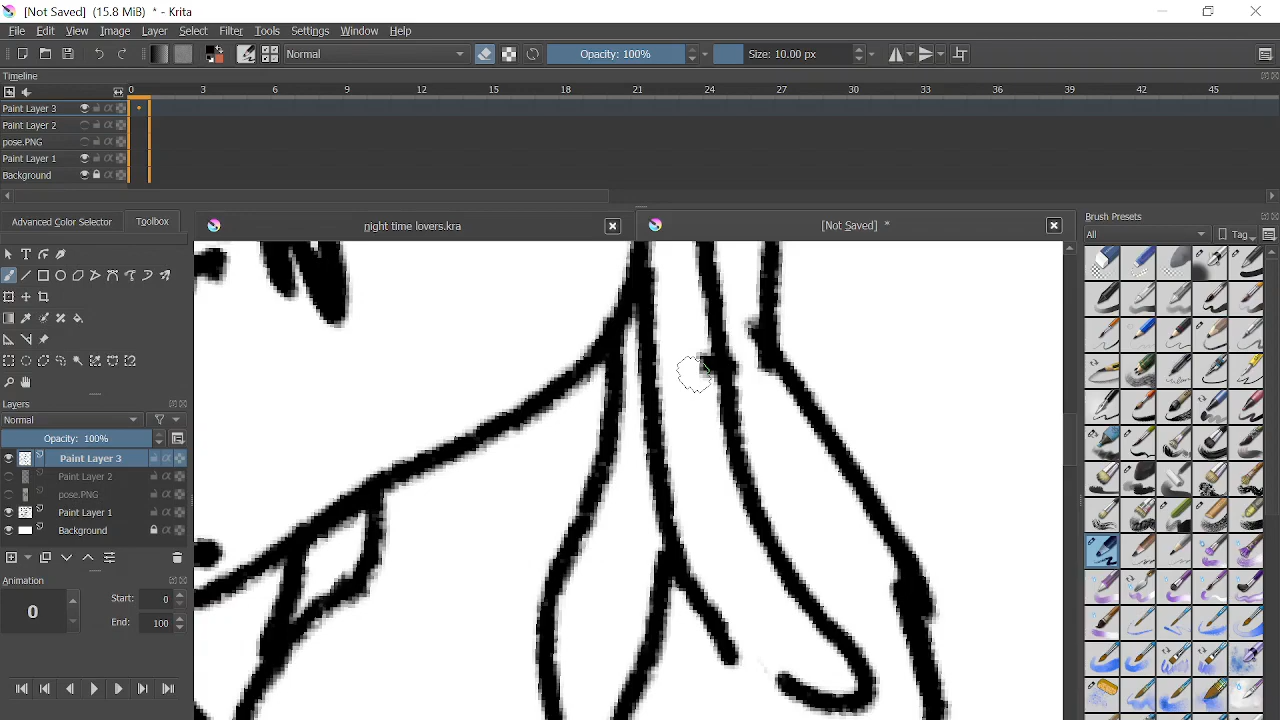 [Not Saved]  (15.8 MiB)  * - Krita
File Edit View Image Layer Select Filter Tools Settings Window Help
Normal Opacity: 100% Size: 10.00 px
Timeline
0 3 6 9 12 15 18 21 24 27 30 33 36 39 42 45
Paint Layer 3
Paint Layer 2
pose.PNG
Paint Layer 1
Background
Advanced Color Selector Toolbox night time lovers.kra [Not Saved] * Brush Presets
All Tag
Layers
Normal
Opacity: 100%
Paint Layer 3
Paint Layer 2
pose.PNG
Paint Layer 1
Background
Animation
0 Start: 0
End: 100